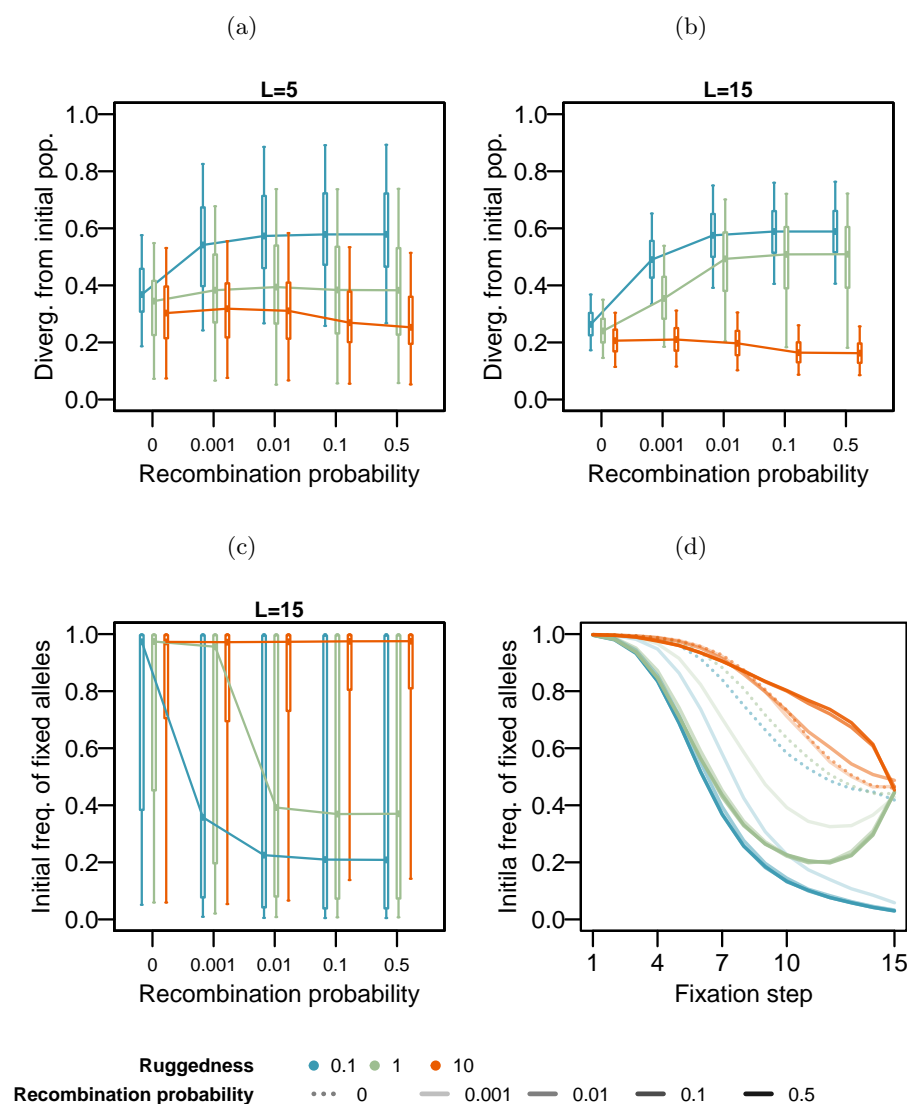 (a)
L=5
Diverg. from initial pop.
1.0
0.8
0.6
0.4
0.2
0.0
0 0.001 0.01 0.1 0.5
Recombination probability
(b)
L=15
Diverg. from initial pop.
1.0
0.8
0.6
0.4
0.2
0.0
0 0.001 0.01 0.1 0.5
Recombination probability
(c)
L=15
Initial freq. of fixed alleles
1.0
0.8
0.6
0.4
0.2
0.0
0 0.001 0.01 0.1 0.5
Recombination probability
(d)
Initila freq. of fixed alleles
1.0
0.8
0.6
0.4
0.2
0.0
1 4 7 10 15
Fixation step
Ruggedness 0.1 1 10
Recombination probability 0 0.001 0.01 0.1 0.5